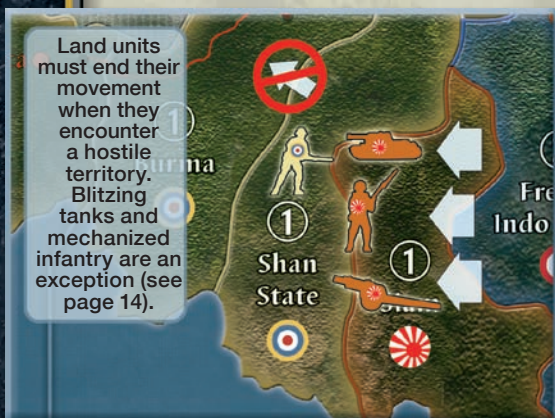 Land units
must end their
movement
when they
encounter
a hostile
territory.
Blitzing
tanks and
mechanized
infantry are an
exception (see
page 14).
1
1
Shan
State
1
Indo